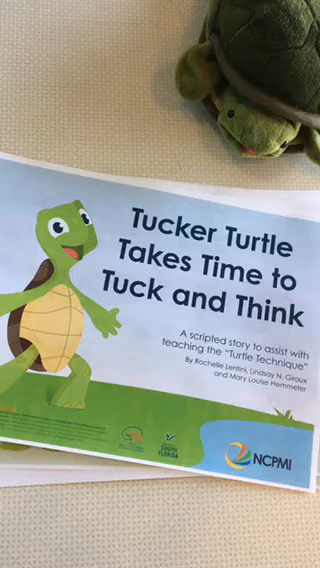 Tucker Turtle
Takes Time to
Tuck and Think
A scripted story to assist with
teaching the "Turtle Technique"
By Rochelle Lentini, Lindsay N. Giroux
and Mary Louise Hemmeter
SOUTH
FLORIDA
NCPMI